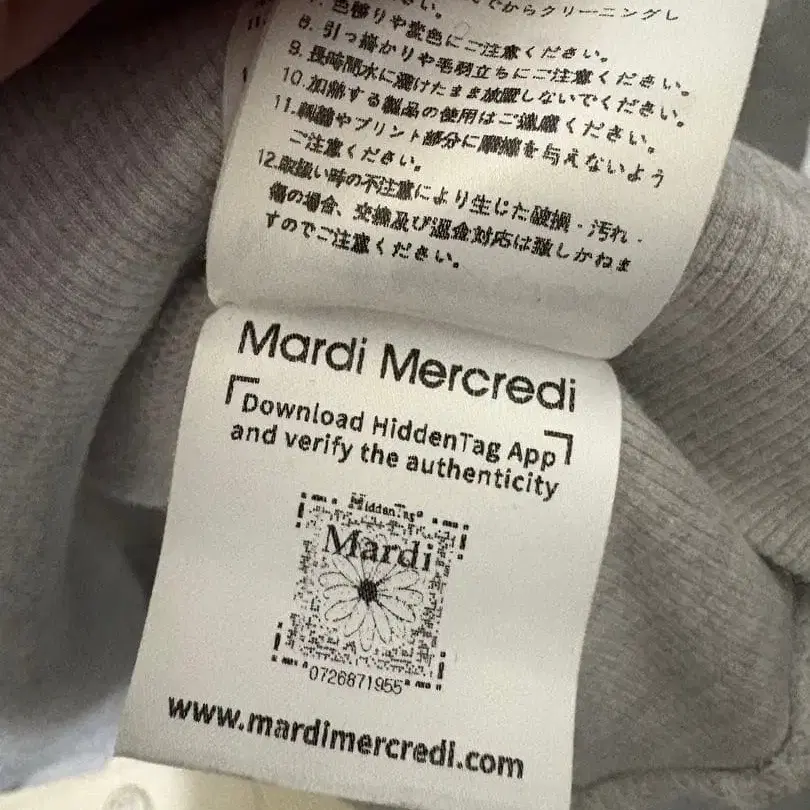 7. 色移りや変色にご注意ください。
8. 引っ掛かりや毛羽立ちにご注意ください。
9. 長時間水に漬けたまま放置しないでください。
10. 加熱する製品の使用はご遠慮ください。
11. 刺繍やプリント部分に摩擦を与えないよう
ご注意ください。
12. 取扱い時の不注意により生じた破損・汚れ・
傷の場合、交換及び返金対応は致しかねま
すのでご注意ください。
Mardi Mercredi
「Download HiddenTag App」
and verify the authenticity
HiddenTag®
Mardi
0726871955
www.mardimercredi.com